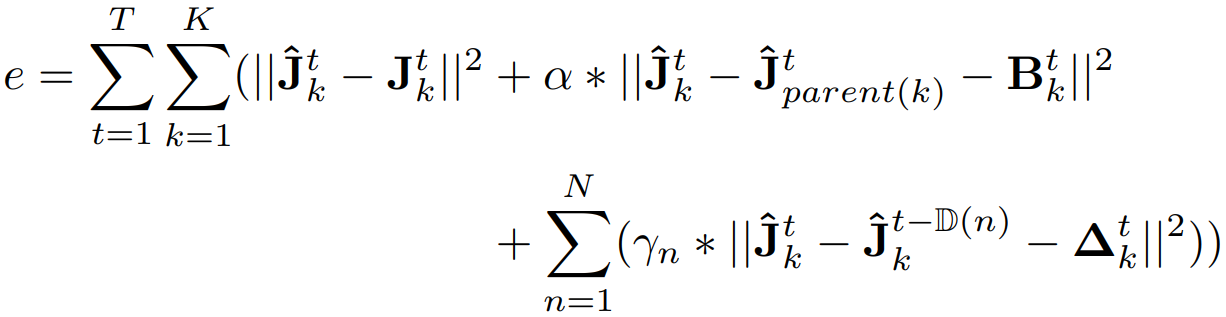 e = \sum_{t=1}^{T} \sum_{k=1}^{K} (||\hat{\mathbf{J}}_k^t - \mathbf{J}_k^t||^2 + \alpha * ||\hat{\mathbf{J}}_k^t - \hat{\mathbf{J}}_{parent(k)}^t - \mathbf{B}_k^t||^2
+ \sum_{n=1}^{N} (\gamma_n * ||\hat{\mathbf{J}}_k^t - \hat{\mathbf{J}}_k^{t-\mathbb{D}(n)} - \boldsymbol{\Delta}_k^t||^2))